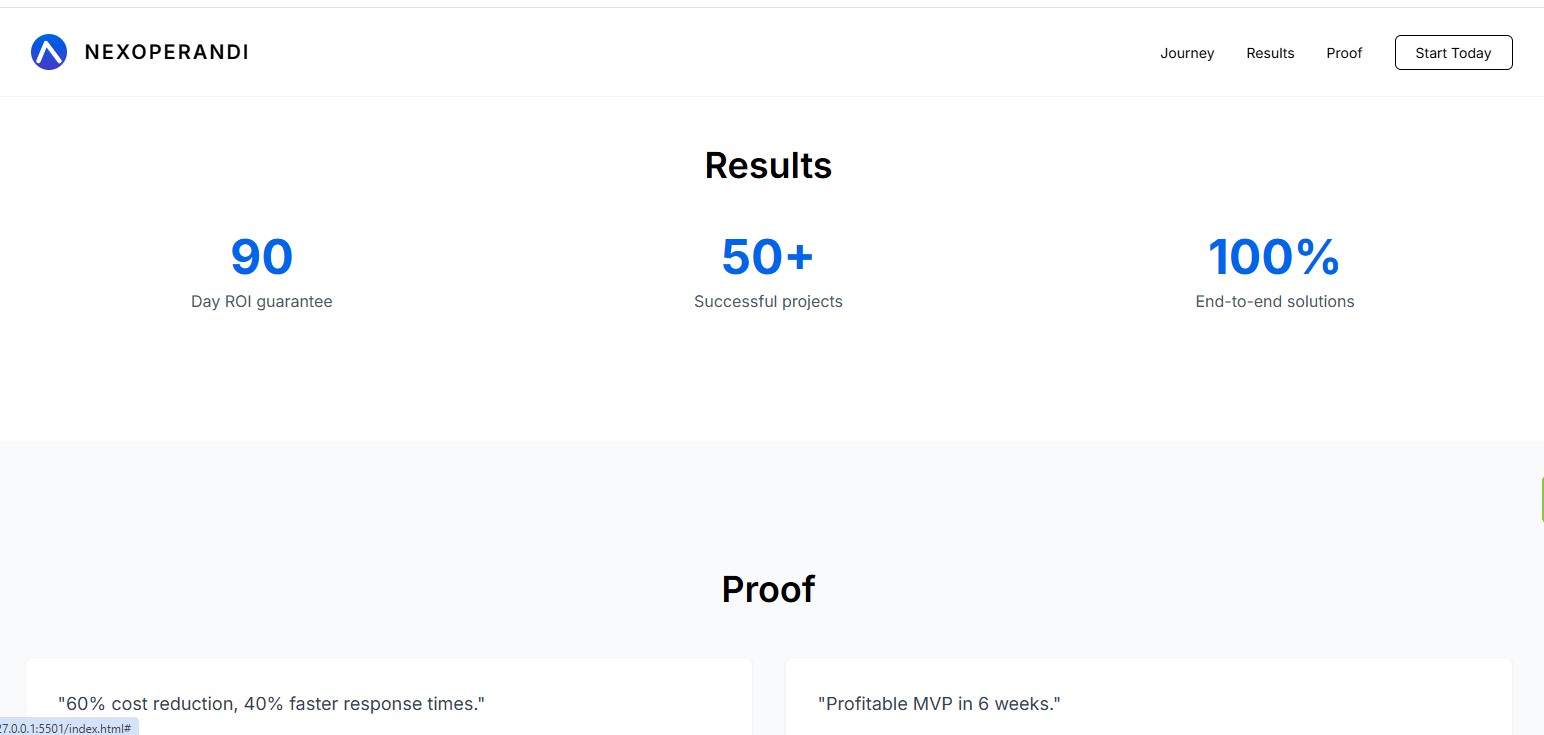 NEXOPERANDI
Journey Results Proof Start Today
Results
90 50+ 100%
Day ROI guarantee Successful projects End-to-end solutions
Proof
"60% cost reduction, 40% faster response times." "Profitable MVP in 6 weeks."
27.0.0.1:5501/index.html#